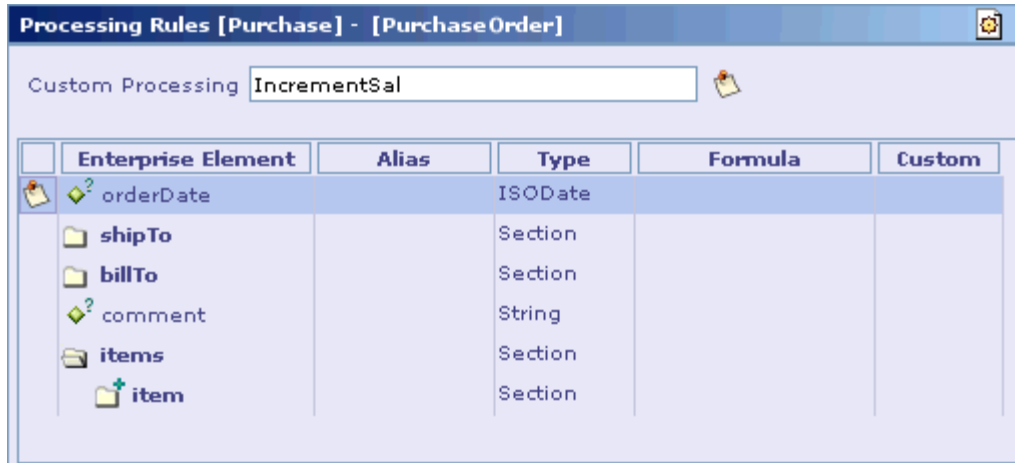 Processing Rules [Purchase] - [PurchaseOrder]
Custom Processing IncrementSal
Enterprise Element Alias Type Formula Custom
? orderDate ISODate
shipTo Section
billTo Section
? comment String
items Section
item Section